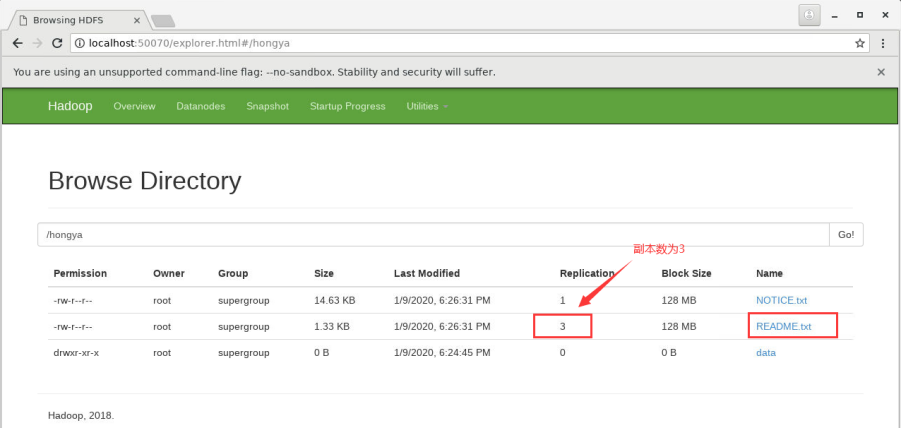 Browsing HDFS
localhost:50070/explorer.html#/hongya
You are using an unsupported command-line flag: --no-sandbox. Stability and security will suffer.
Hadoop Overview Datanodes Snapshot Startup Progress Utilities
Browse Directory
/hongya Go!
副本数为3
Permission Owner Group Size Last Modified Replication Block Size Name
-rw-r--r-- root supergroup 14.63 KB 1/9/2020, 6:26:31 PM 1 128 MB NOTICE.txt
-rw-r--r-- root supergroup 1.33 KB 1/9/2020, 6:26:31 PM 3 128 MB README.txt
drwxr-xr-x root supergroup 0 B 1/9/2020, 6:24:45 PM 0 0 B data
Hadoop, 2018.